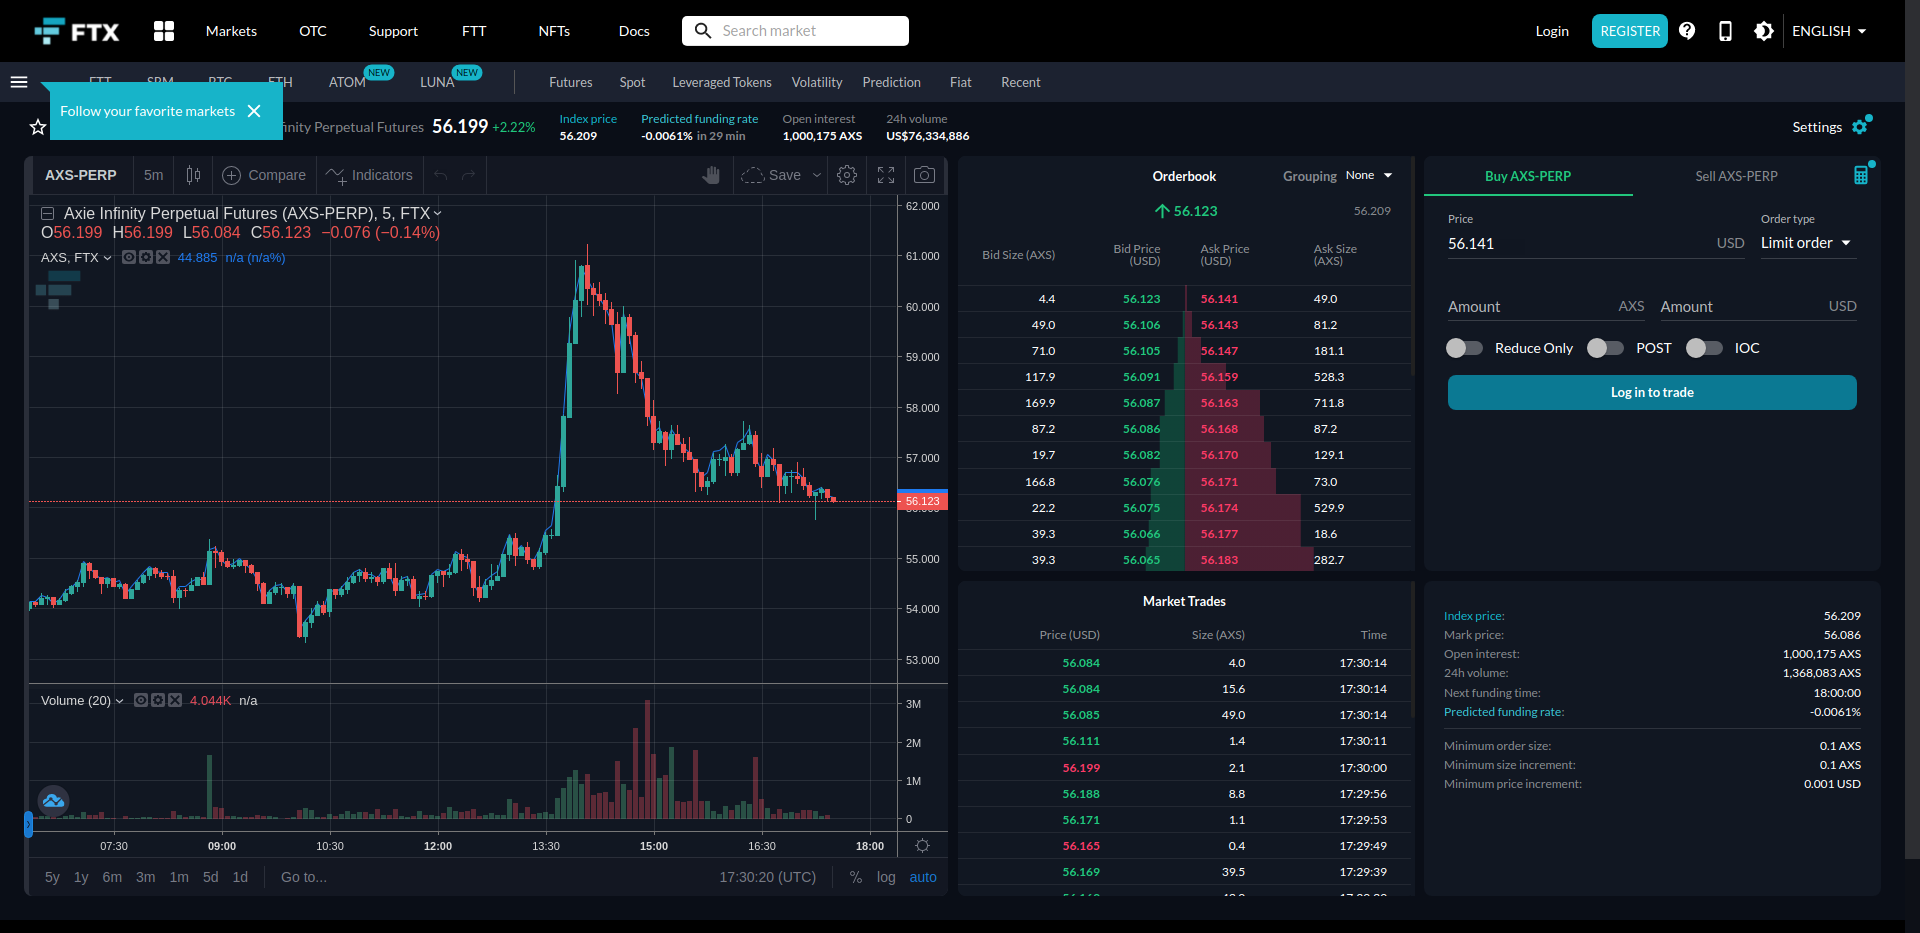 FTX
Markets
OTC
Support
FTT
NFTs
Docs
Search market
Login
REGISTER
ENGLISH
ATOM NEW
LUNA NEW
Futures
Spot
Leveraged Tokens
Volatility
Prediction
Fiat
Recent
Follow your favorite markets
Perpetual Futures
56.199 +2.22%
Index price
56.209
Predicted funding rate
-0.0061% in 29 min
Open interest
1,000,175 AXS
24h volume
US$76,334,886
Settings
AXS-PERP
5m
Compare
Indicators
Save
Axie Infinity Perpetual Futures (AXS-PERP), 5, FTX
O56.199 H56.199 L56.084 C56.123 −0.076 (−0.14%)
AXS, FTX 44.885 n/a (n/a%)
62.000
61.000
60.000
59.000
58.000
57.000
56.123
55.000
54.000
53.000
Volume (20) 4.044K n/a
3M
2M
1M
0
07:30 09:00 10:30 12:00 13:30 15:00 16:30 18:00
5y 1y 6m 3m 1m 5d 1d Go to...
17:30:20 (UTC) % log auto
Orderbook
Grouping None
56.123
56.209
Bid Size (AXS) Bid Price (USD) Ask Price (USD) Ask Size (AXS)
4.4 56.123 56.141 49.0
49.0 56.106 56.143 81.2
71.0 56.105 56.147 181.1
117.9 56.091 56.159 528.3
169.9 56.087 56.163 711.8
87.2 56.086 56.168 87.2
19.7 56.082 56.170 129.1
166.8 56.076 56.171 73.0
22.2 56.075 56.174 529.9
39.3 56.066 56.177 18.6
39.3 56.065 56.183 282.7
Market Trades
Price (USD) Size (AXS) Time
56.084 4.0 17:30:14
56.084 15.6 17:30:14
56.085 49.0 17:30:14
56.111 1.4 17:30:11
56.199 2.1 17:30:00
56.188 8.8 17:29:56
56.171 1.1 17:29:53
56.165 0.4 17:29:49
56.169 39.5 17:29:39
Buy AXS-PERP
Sell AXS-PERP
Price
56.141 USD
Order type
Limit order
Amount AXS
Amount USD
Reduce Only
POST
IOC
Log in to trade
Index price: 56.209
Mark price: 56.086
Open interest: 1,000,175 AXS
24h volume: 1,368,083 AXS
Next funding time: 18:00:00
Predicted funding rate: -0.0061%
Minimum order size: 0.1 AXS
Minimum size increment: 0.1 AXS
Minimum price increment: 0.001 USD